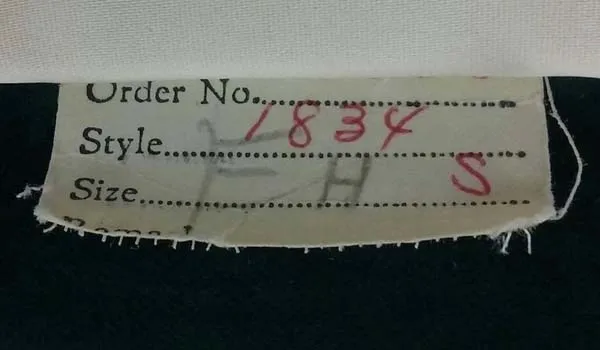 Order No.
Style 1834
Size H S